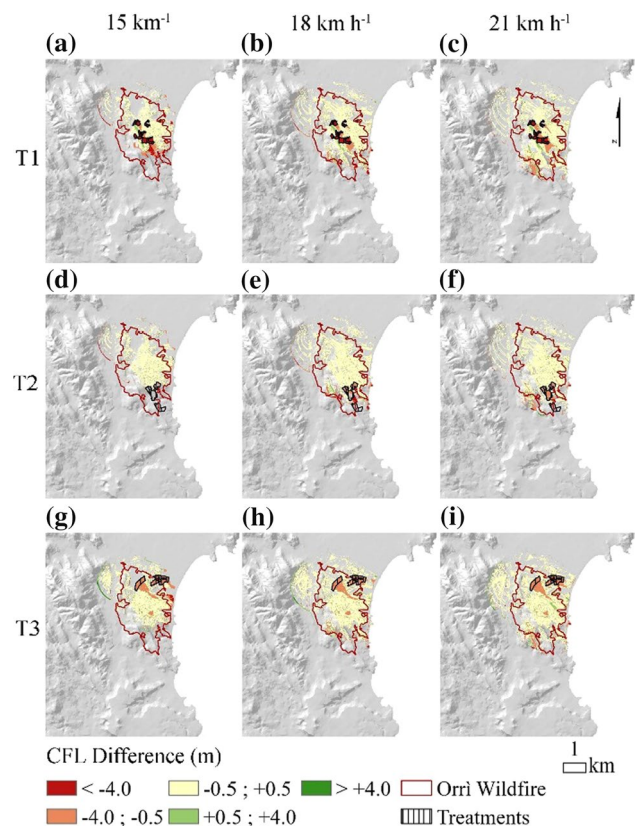 15 km-1 18 km h-1 21 km h-1
(a) (b) (c)
T1
z
(d) (e) (f)
T2
(g) (h) (i)
T3
CFL Difference (m)
1
km
< -4.0 -0.5 ; +0.5 > +4.0 Orrì Wildfire
-4.0 ; -0.5 +0.5 ; +4.0 Treatments